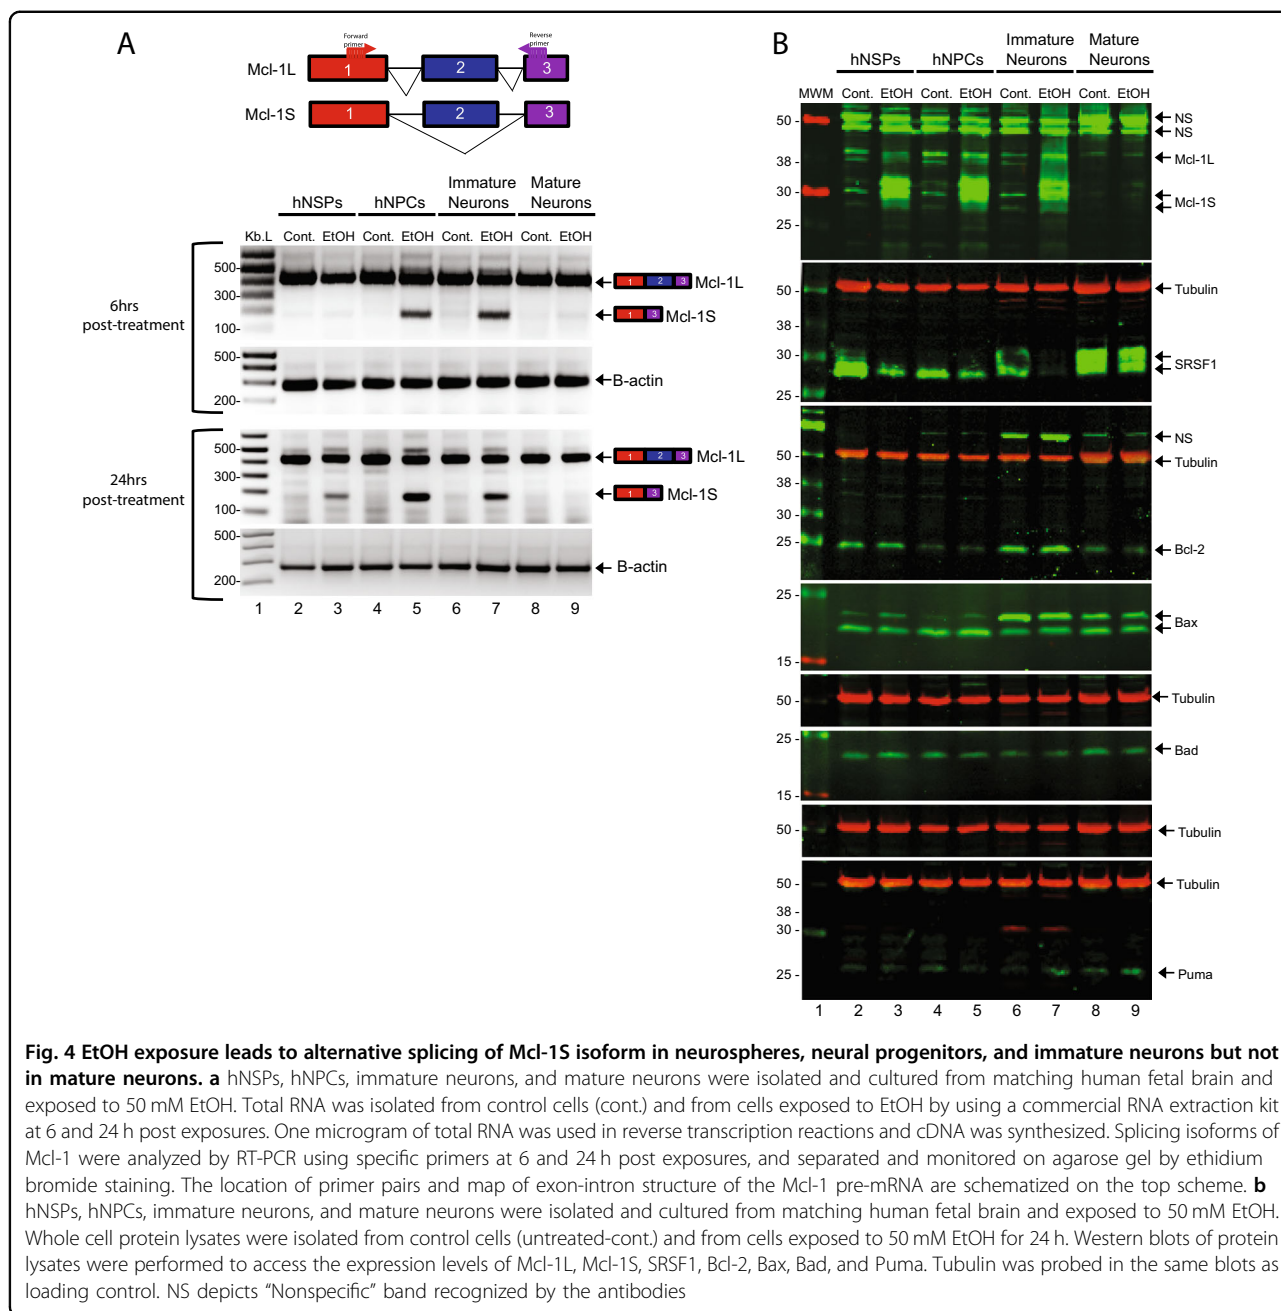 A
Forward
primer
Reverse
primer
Mcl-1L
1
2
3
Mcl-1S
1
2
3
hNSPs
hNPCs
Immature
Neurons
Mature
Neurons
Kb.L
Cont.
EtOH
Cont.
EtOH
Cont.
EtOH
Cont.
EtOH
6hrs
post-treatment
500-
300-
100-
1 2 3 Mcl-1L
1 3 Mcl-1S
500-
200-
B-actin
24hrs
post-treatment
500-
300-
100-
1 2 3 Mcl-1L
1 3 Mcl-1S
500-
200-
B-actin
1 2 3 4 5 6 7 8 9
B
hNSPs
hNPCs
Immature
Neurons
Mature
Neurons
MWM
Cont.
EtOH
Cont.
EtOH
Cont.
EtOH
Cont.
EtOH
50 -
38 -
30 -
25 -
NS
NS
Mcl-1L
Mcl-1S
50 -
38 -
30 -
25 -
Tubulin
SRSF1
50 -
38 -
30 -
25 -
NS
Tubulin
Bcl-2
25 -
15 -
Bax
50 -
Tubulin
25 -
15 -
Bad
50 -
Tubulin
50 -
38 -
30 -
25 -
Tubulin
Puma
1 2 3 4 5 6 7 8 9
Fig. 4 EtOH exposure leads to alternative splicing of Mcl-1S isoform in neurospheres, neural progenitors, and immature neurons but not
in mature neurons. a hNSPs, hNPCs, immature neurons, and mature neurons were isolated and cultured from matching human fetal brain and
exposed to 50 mM EtOH. Total RNA was isolated from control cells (cont.) and from cells exposed to EtOH by using a commercial RNA extraction kit
at 6 and 24 h post exposures. One microgram of total RNA was used in reverse transcription reactions and cDNA was synthesized. Splicing isoforms of
Mcl-1 were analyzed by RT-PCR using specific primers at 6 and 24 h post exposures, and separated and monitored on agarose gel by ethidium
bromide staining. The location of primer pairs and map of exon-intron structure of the Mcl-1 pre-mRNA are schematized on the top scheme. b
hNSPs, hNPCs, immature neurons, and mature neurons were isolated and cultured from matching human fetal brain and exposed to 50 mM EtOH.
Whole cell protein lysates were isolated from control cells (untreated-cont.) and from cells exposed to 50 mM EtOH for 24 h. Western blots of protein
lysates were performed to access the expression levels of Mcl-1L, Mcl-1S, SRSF1, Bcl-2, Bax, Bad, and Puma. Tubulin was probed in the same blots as
loading control. NS depicts "Nonspecific" band recognized by the antibodies